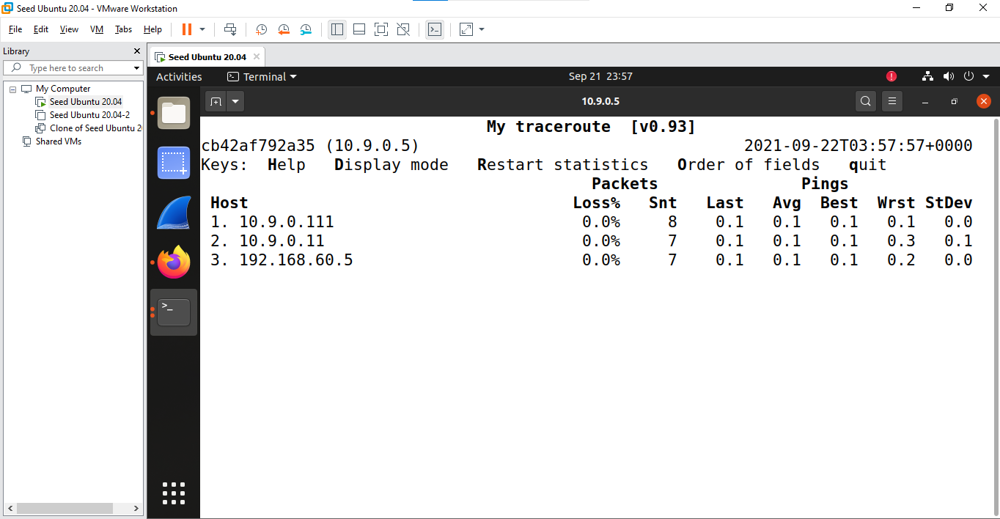 Seed Ubuntu 20.04 - VMware Workstation
File Edit View VM Tabs Help
Library
Type here to search
My Computer
Seed Ubuntu 20.04
Seed Ubuntu 20.04-2
Clone of Seed Ubuntu 2
Shared VMs
Seed Ubuntu 20.04
Activities Terminal Sep 21 23:57
10.9.0.5
My traceroute [v0.93]
cb42af792a35 (10.9.0.5) 2021-09-22T03:57:57+0000
Keys: Help Display mode Restart statistics Order of fields quit
Packets Pings
Host Loss% Snt Last Avg Best Wrst StDev
1. 10.9.0.111 0.0% 8 0.1 0.1 0.1 0.1 0.0
2. 10.9.0.11 0.0% 7 0.1 0.1 0.1 0.3 0.1
3. 192.168.60.5 0.0% 7 0.1 0.1 0.1 0.2 0.0